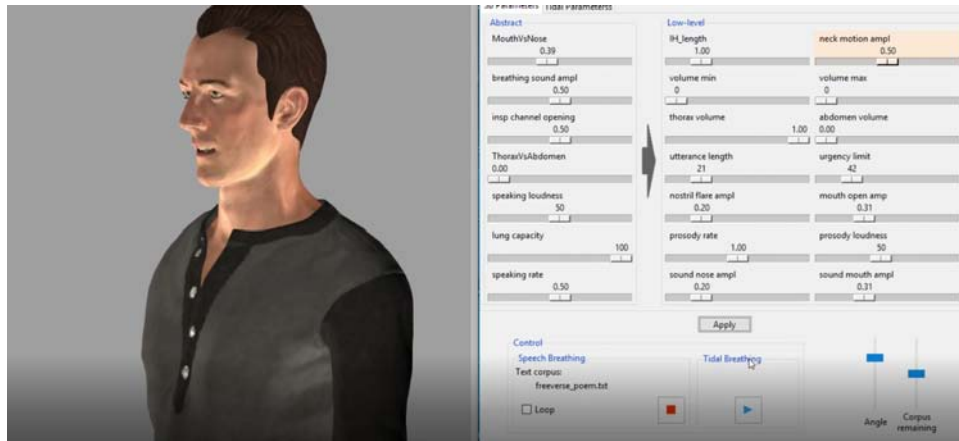 3D Parameters Tidal Parameterss
Abstract
MouthVsNose
0.39
breathing sound ampl
0.50
insp channel opening
0.50
ThoraxVsAbdomen
0.00
speaking loudness
50
lung capacity
100
speaking rate
0.50
Low-level
IH_length
1.00
neck motion ampl
0.50
volume min
0
volume max
0
thorax volume
1.00
abdomen volume
0.00
utterance length
21
urgency limit
42
nostril flare ampl
0.20
mouth open amp
0.31
prosody rate
1.00
prosody loudness
50
sound nose ampl
0.20
sound mouth ampl
0.31
Apply
Control
Speech Breathing
Text corpus:
freeverse_poem.txt
Loop
Tidal Breathing
Angle
Corpus
remaining